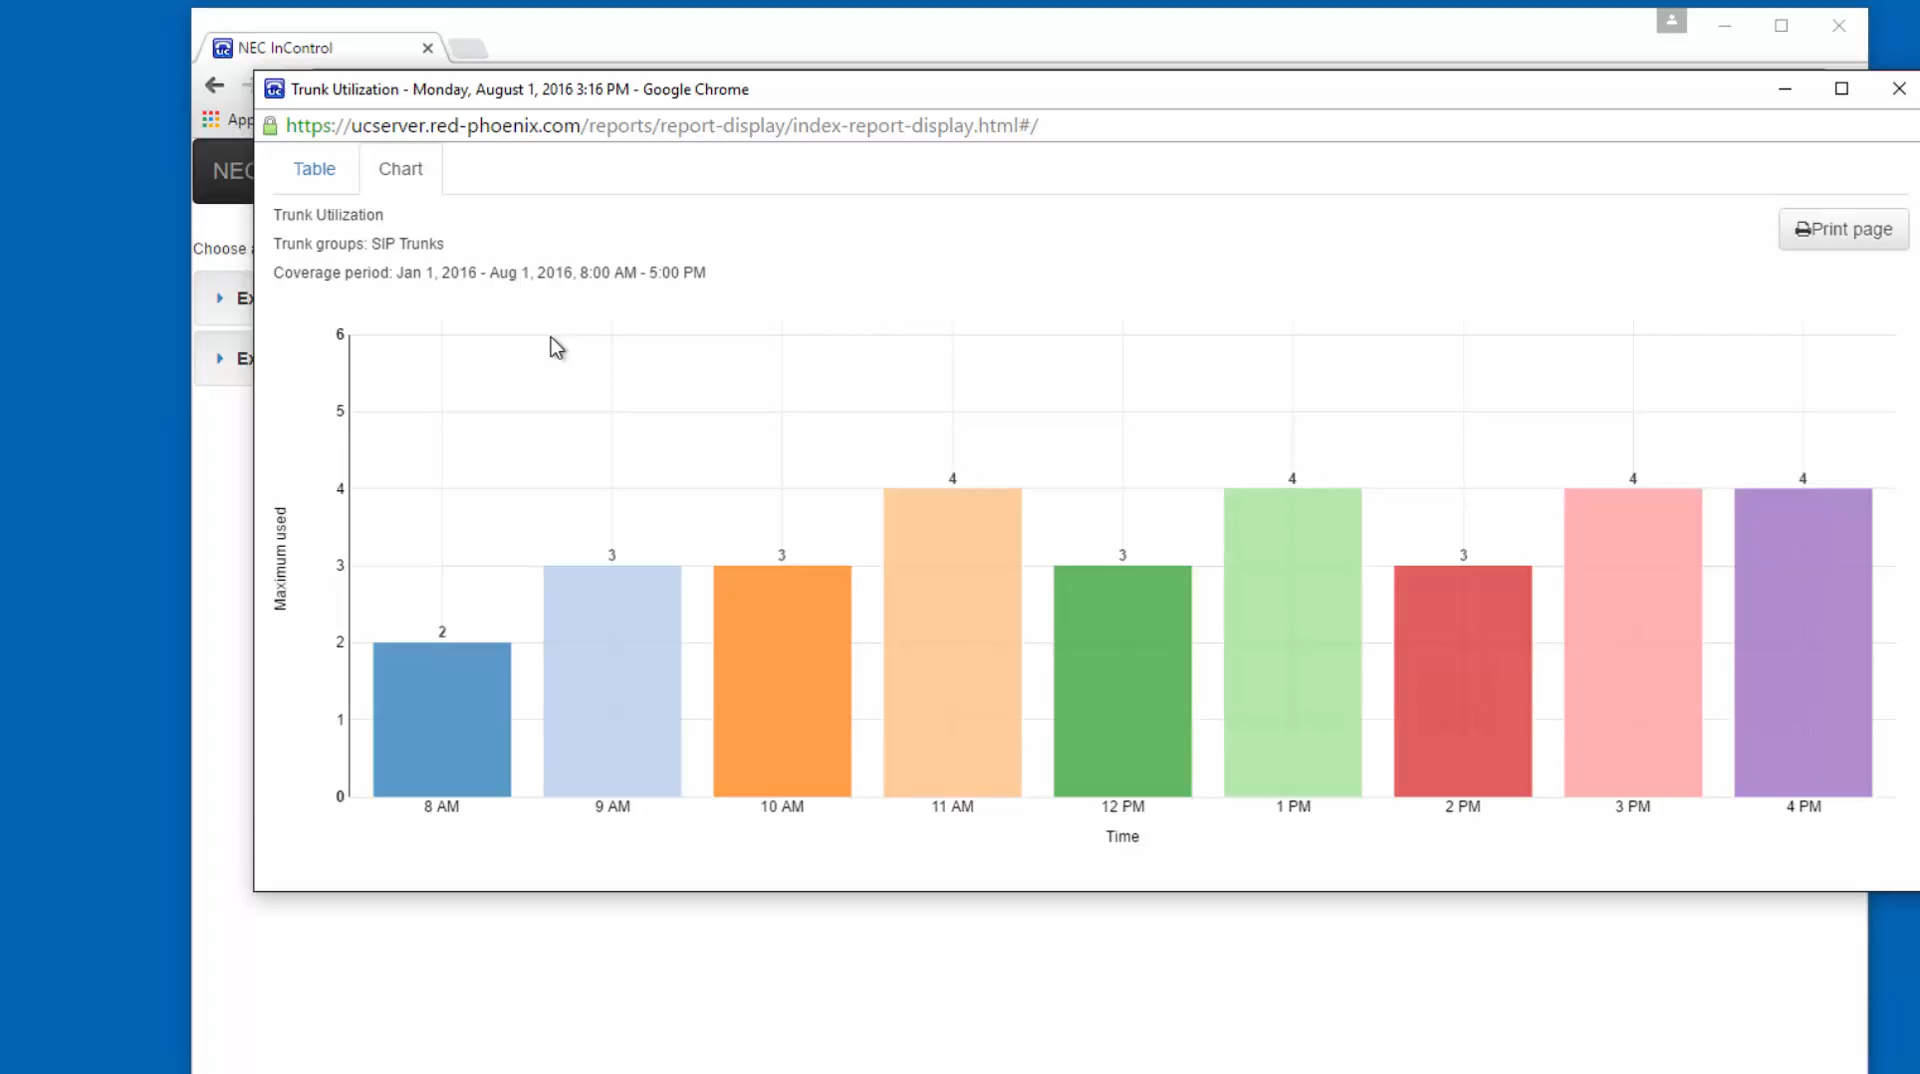 NEC InControl
Trunk Utilization - Monday, August 1, 2016 3:16 PM - Google Chrome
App
https://ucserver.red-phoenix.com/reports/report-display/index-report-display.html#/
NEC
Table Chart
Trunk Utilization
Print page
Trunk groups: SIP Trunks
Choose
Coverage period: Jan 1, 2016 - Aug 1, 2016, 8:00 AM - 5:00 PM
Ex
Ex
6
5
4
3
2
1
0
Maximum used
2
3
3
4
3
4
3
4
4
8 AM 9 AM 10 AM 11 AM 12 PM 1 PM 2 PM 3 PM 4 PM
Time